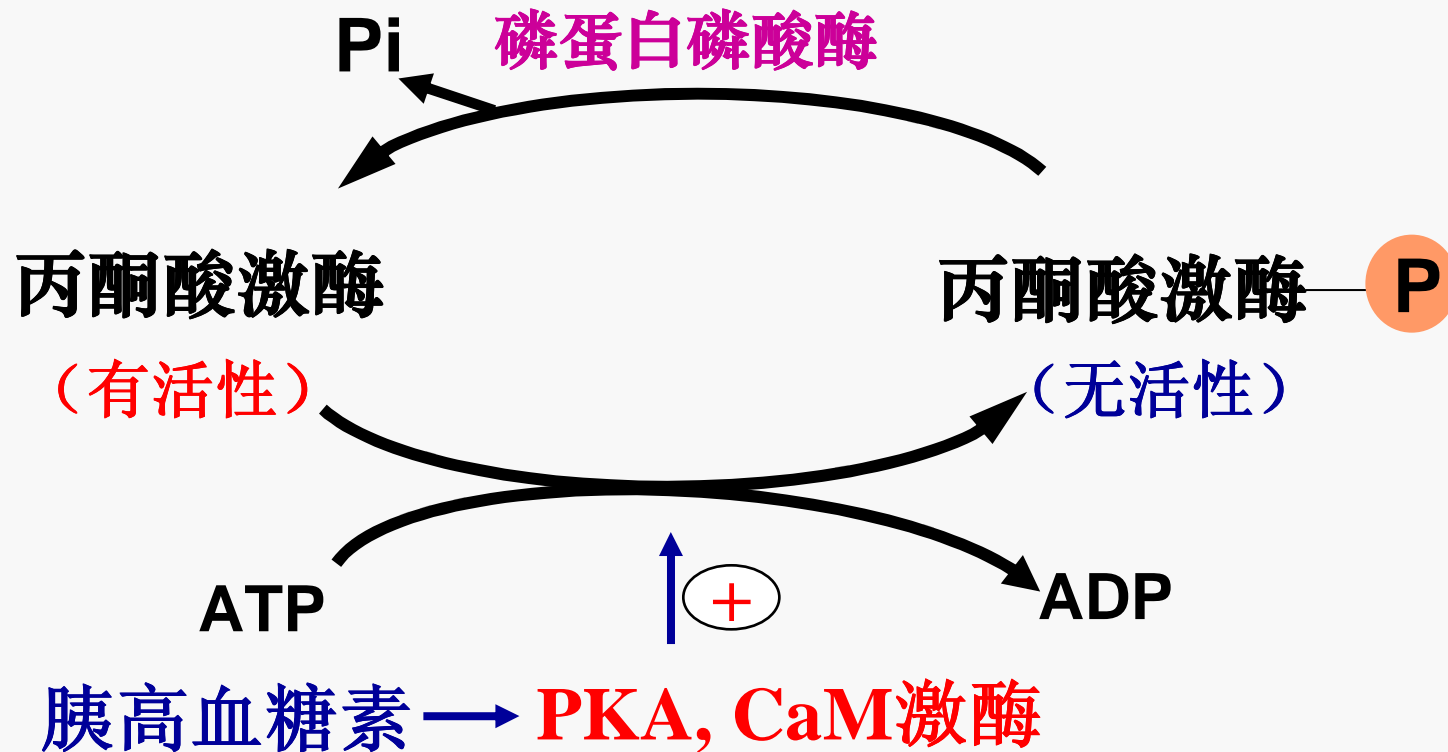 Pi 磷蛋白磷酸酶
丙酮酸激酶 丙酮酸激酶 P
（有活性） （无活性）
+
ATP ADP
胰高血糖素 PKA, CaM激酶